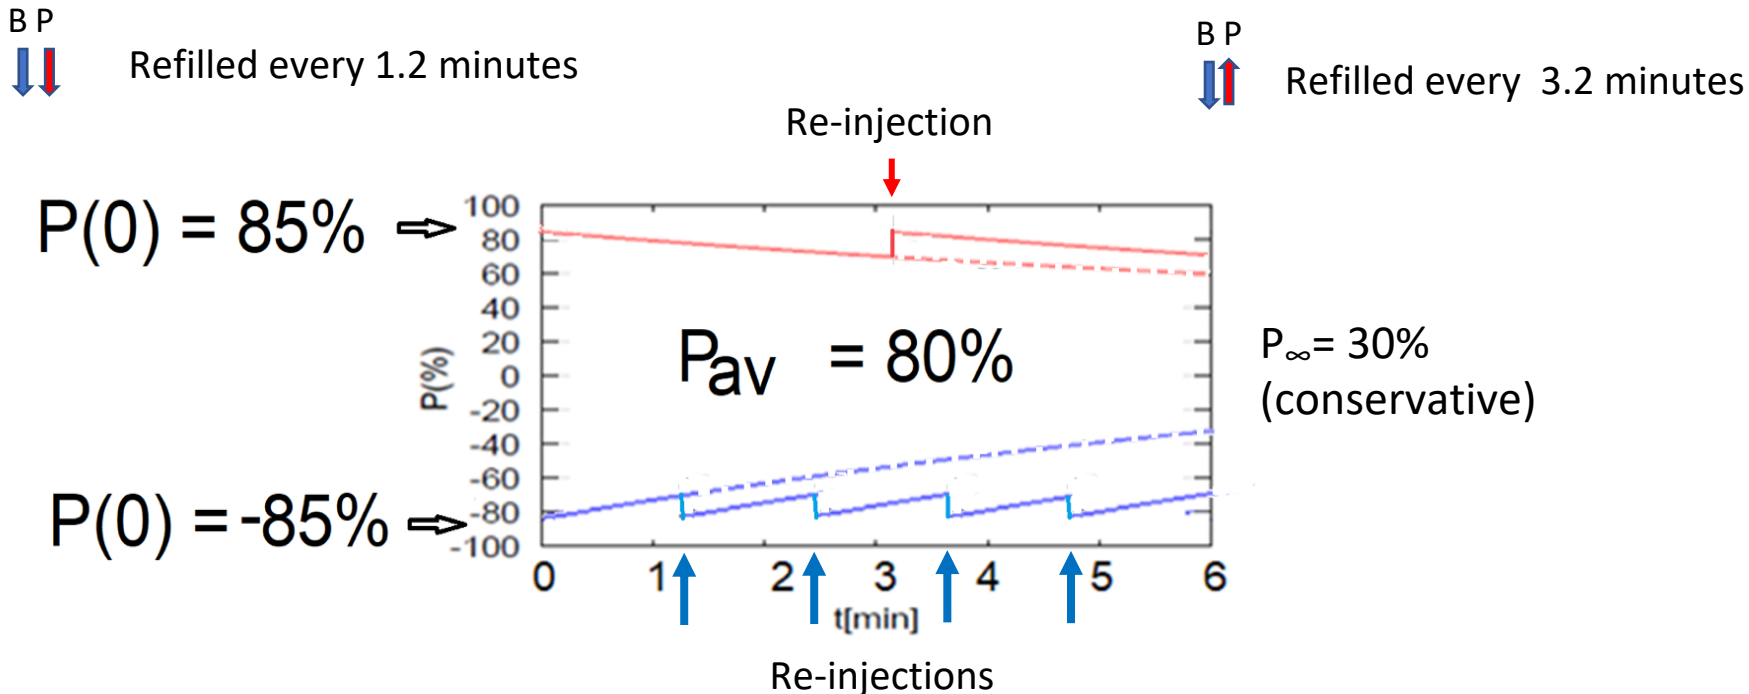 B P
Refilled every 1.2 minutes
B P
Refilled every 3.2 minutes
Re-injection
P(0) = 85%
P(0) = -85%
100
80
60
40
20
0
-20
-40
-60
-80
-100
P(%)
Pav = 80%
P∞= 30%
(conservative)
0 1 2 3 4 5 6
t[min]
Re-injections